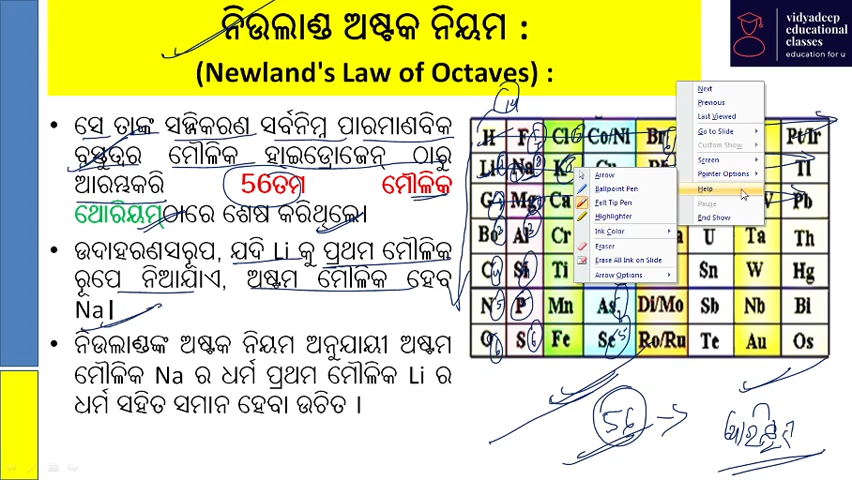 ନିଉଲାଣ୍ଡ ଅଷ୍ଟକ ନିୟମ :
(Newland's Law of Octaves) :
vidyadeep
educational
classes
education for u
• ସେ ତାଙ୍କ ସଜ୍ଜିକରଣ ସର୍ବନିମ୍ନ ପାରମାଣବିକ
ବସ୍ତୁତ୍ୱର ମୌଳିକ ହାଇଡ୍ରୋଜେନ୍ ଠାରୁ
ଆରମ୍ଭକରି 56ତମ ମୌଳିକ
ଥୋରିୟମ୍ ଠାରେ ଶେଷ କରିଥିଲେ।
• ଉଦାହରଣସ୍ୱରୂପ, ଯଦି Li କୁ ପ୍ରଥମ ମୌଳିକ
ରୂପେ ନିଆଯାଏ, ଅଷ୍ଟମ ମୌଳିକ ହେବ
Na।
• ନିଉଲାଣ୍ଡଙ୍କ ଅଷ୍ଟକ ନିୟମ ଅନୁଯାୟୀ ଅଷ୍ଟମ
ମୌଳିକ Na ର ଧର୍ମ ପ୍ରଥମ ମୌଳିକ Li ର
ଧର୍ମ ସହିତ ସମାନ ହେବା ଉଚିତ ।
H F Cl Co/Ni Br Pt/Ir
Li Na K Tl
G Mg Ca Pb
Bo Al Cr U Ta Th
C Si Ti Sn W Hg
N P Mn As Di/Mo Sb Nb Bi
O S Fe Se Ro/Ru Te Au Os
Next
Previous
Last Viewed
Go to Slide
Custom Show
Screen
Pointer Options
Help
Pause
End Show
Arrow
Ballpoint Pen
Felt Tip Pen
Highlighter
Ink Color
Eraser
Erase All Ink on Slide
Arrow Options
56 →